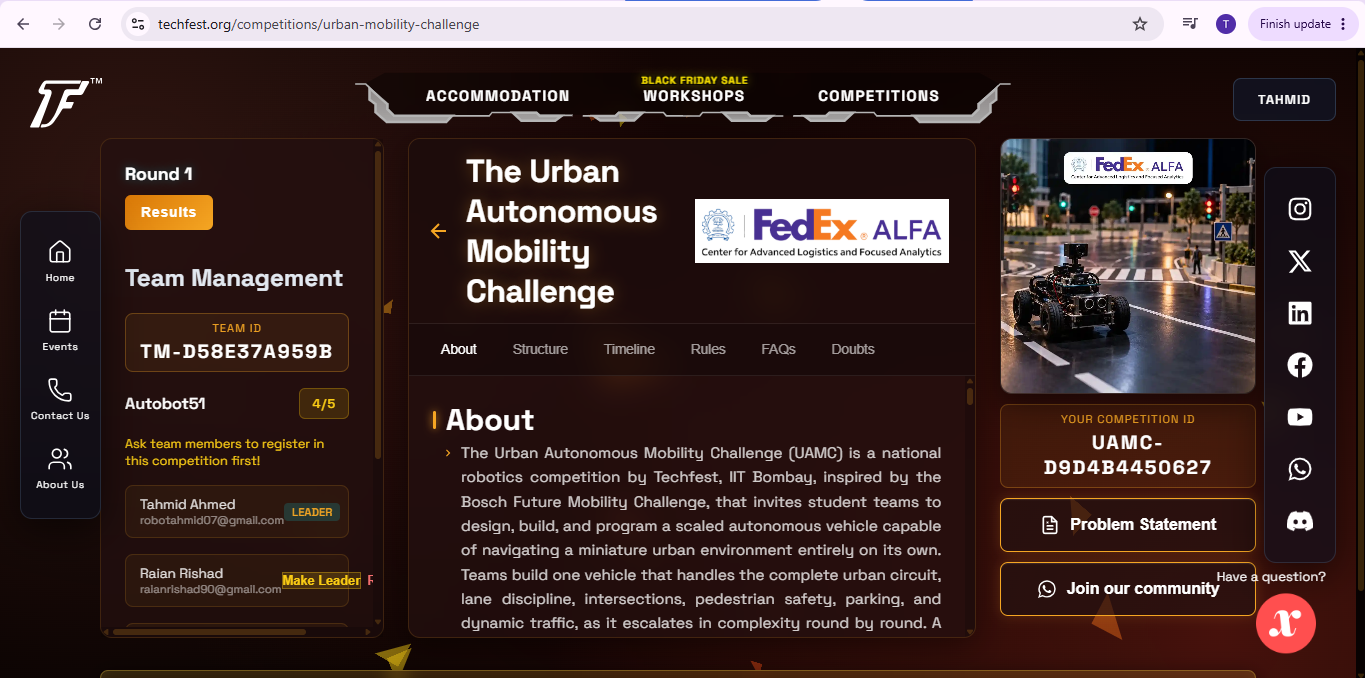 techfest.org/competitions/urban-mobility-challenge
T
Finish update
TF™
ACCOMMODATION
BLACK FRIDAY SALE
WORKSHOPS
COMPETITIONS
TAHMID
Home
Events
Contact Us
About Us
Round 1
Results
Team Management
TEAM ID
TM-D58E37A959B
Autobot51
4/5
Ask team members to register in
this competition first!
Tahmid Ahmed
robotahmid07@gmail.com
LEADER
Raian Rishad
raianrishad90@gmail.com
Make Leader R
The Urban
Autonomous
Mobility
Challenge
FedEx® ALFA
Center for Advanced Logistics and Focused Analytics
About
Structure
Timeline
Rules
FAQs
Doubts
About
The Urban Autonomous Mobility Challenge (UAMC) is a national
robotics competition by Techfest, IIT Bombay, inspired by the
Bosch Future Mobility Challenge, that invites student teams to
design, build, and program a scaled autonomous vehicle capable
of navigating a miniature urban environment entirely on its own.
Teams build one vehicle that handles the complete urban circuit,
lane discipline, intersections, pedestrian safety, parking, and
dynamic traffic, as it escalates in complexity round by round. A
FedEx ALFA
Center for Advanced Logistics and Focused Analytics
YOUR COMPETITION ID
UAMC-
D9D4B4450627
Problem Statement
Join our community
Have a question?
x